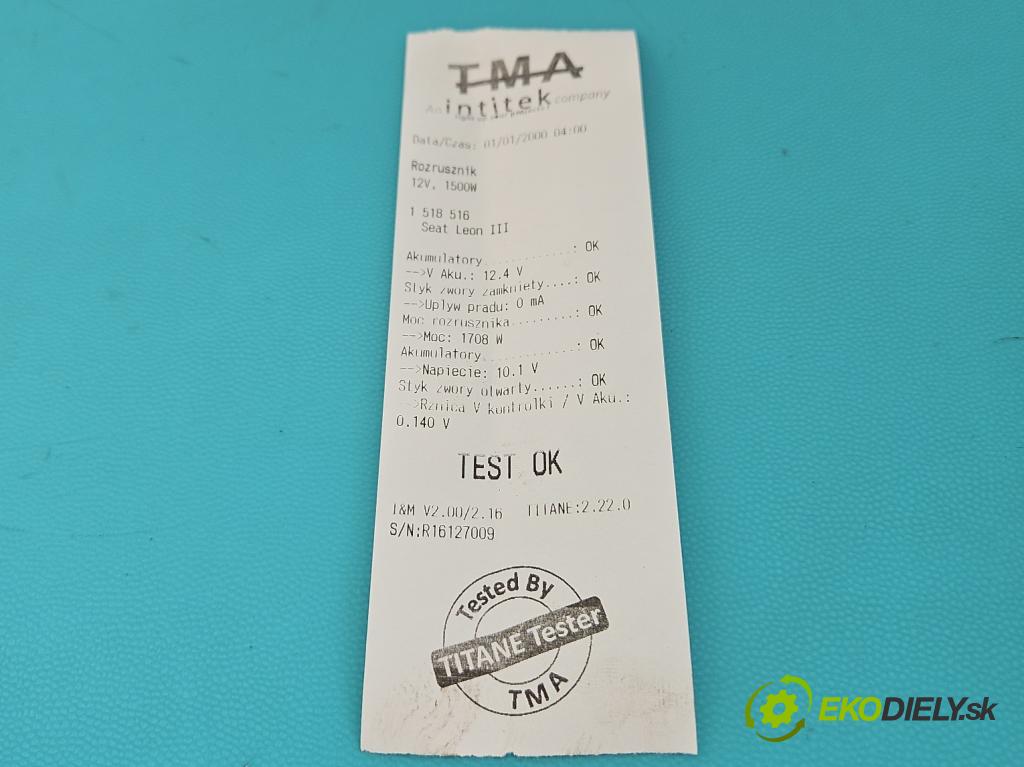 TMA
An intitek company
Data/Czas: 01/01/2000 04:00
Rozrusznik
12V, 1500W
1 518 516
Seat Leon III
Akumulatory............: OK
-->V Aku.: 12.4 V
Styk zwory zamkniety....: OK
-->Uplyw pradu: 0 mA
Moc rozrusznika.........: OK
-->Moc: 1708 W
Akumulatory.............: OK
-->Napiecie: 10.1 V
Styk zwory otwarty......: OK
-->Rznica V kontrolki / V Aku.:
0.140 V
TEST OK
I&M V2.00/2.16 TITANE:2.22.0
S/N:R16127009
Tested By
TITANE Tester
TMA
EKODIELY.sk